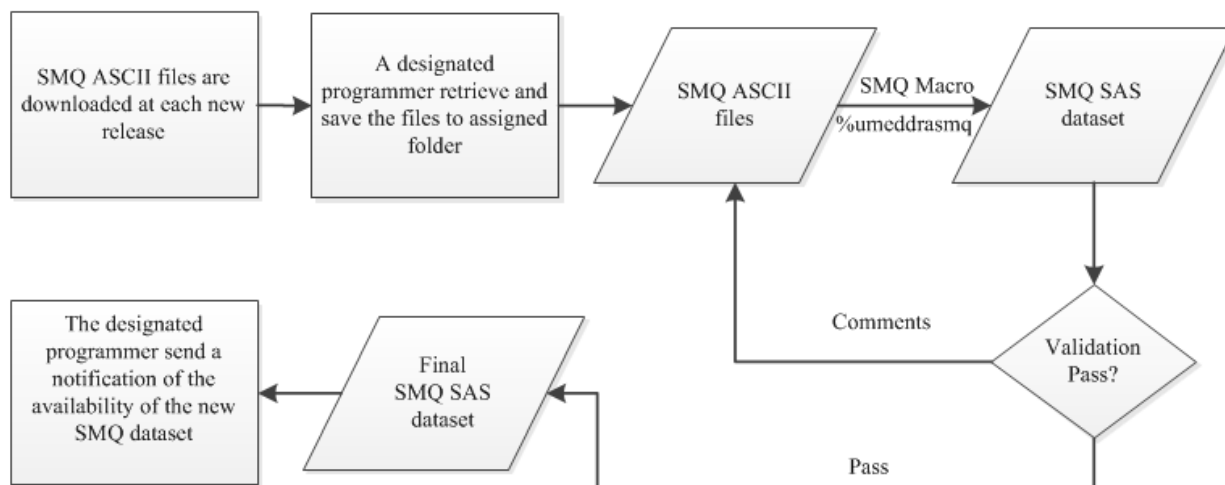 SMQ ASCII files are
downloaded at each new
release
A designated
programmer retrieve and
save the files to assigned
folder
SMQ ASCII
files
SMQ Macro
%umeddrasmq
SMQ SAS
dataset
Validation
Pass?
Comments
Pass
Final
SMQ SAS
dataset
The designated
programmer send a
notification of the
availability of the new
SMQ dataset